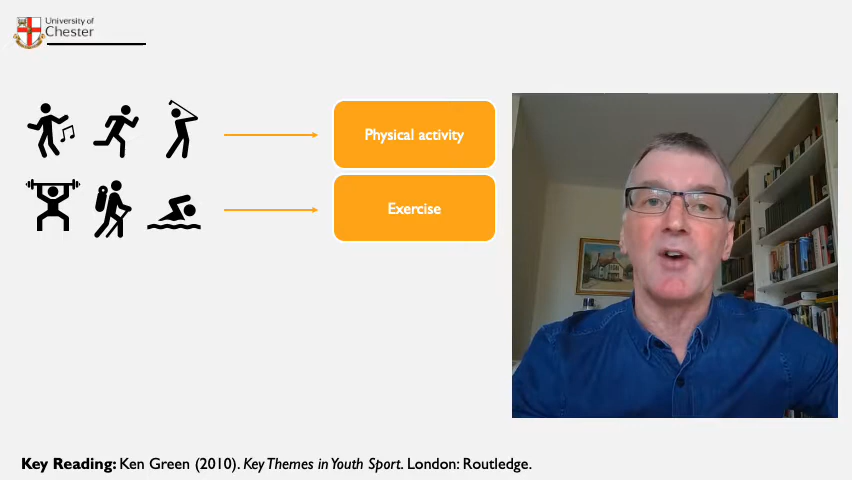 University of
Chester
Physical activity
Exercise
Key Reading: Ken Green (2010). Key Themes in Youth Sport. London: Routledge.